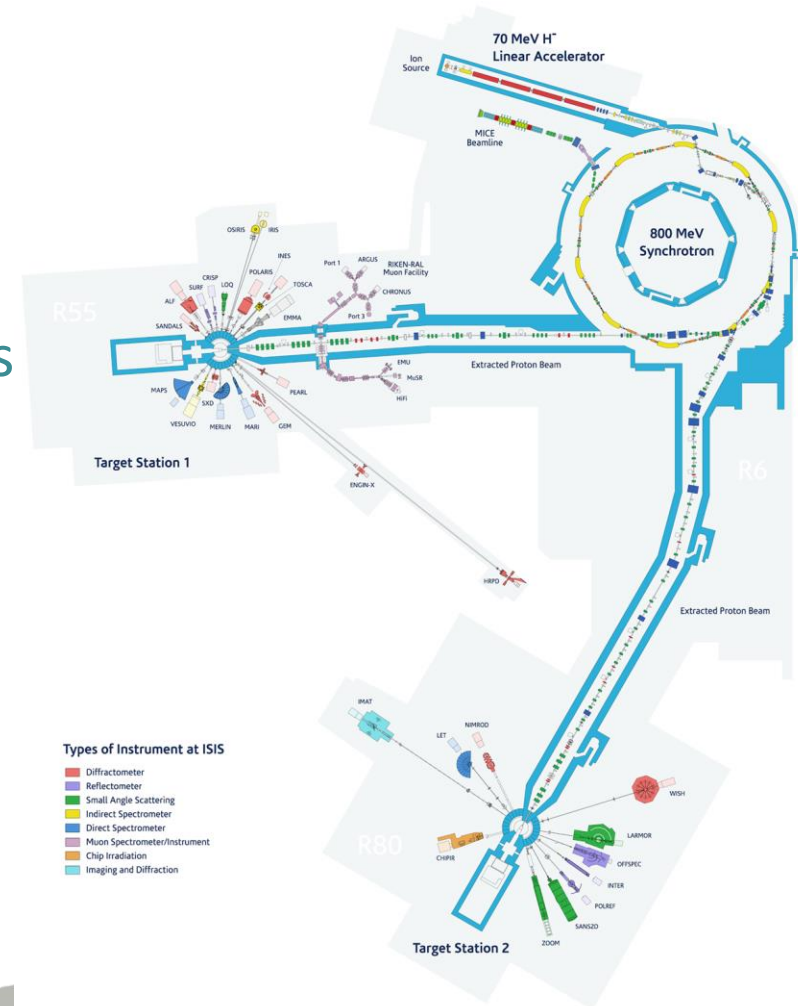 70 MeV H⁻
Linear Accelerator
Ion
Source
MICE
Beamline
800 MeV
Synchrotron
OSIRIS
IRIS
INES
POLARIS
TOSCA
CRISP
LOQ
SURF
ALF
SANDALS
EMMA
Port 1
ARGUS
RIKEN-RAL
Muon Facility
CHRONUS
Port 3
R55
S
EMU
MuSR
HiFi
Extracted Proton Beam
MAPS
VESUVIO
SXD
MERLIN
MARI
GEM
PEARL
Target Station 1
ENGIN-X
HRPD
R6
Extracted Proton Beam
IMAT
LET
NIMROD
WISH
LARMOR
OFFSPEC
INTER
POLREF
SANS2D
ZOOM
CHIPIR
R80
Target Station 2
Types of Instrument at ISIS
Diffractometer
Reflectometer
Small Angle Scattering
Indirect Spectrometer
Direct Spectrometer
Muon Spectrometer/Instrument
Chip Irradiation
Imaging and Diffraction